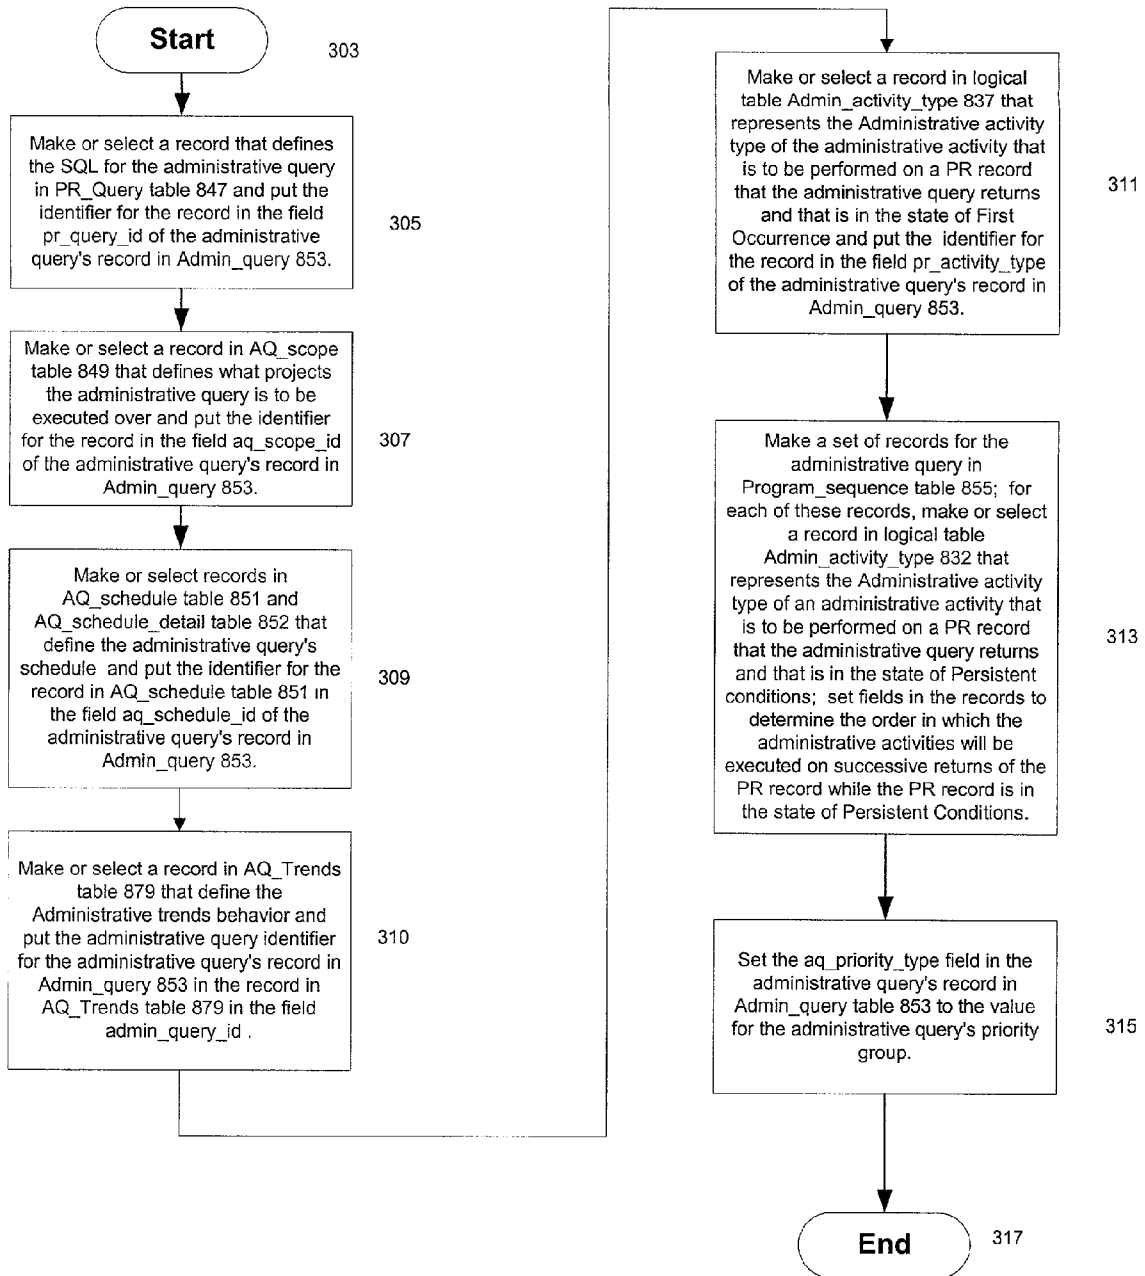 Start
303
Make or select a record that defines
the SQL for the administrative query
in PR_Query table 847 and put the
identifier for the record in the field
pr_query_id of the administrative
query's record in Admin_query 853.
305
Make or select a record in AQ_scope
table 849 that defines what projects
the administrative query is to be
executed over and put the identifier
for the record in the field aq_scope_id
of the administrative query's record in
Admin_query 853.
307
Make or select records in
AQ_schedule table 851 and
AQ_schedule_detail table 852 that
define the administrative query's
schedule and put the identifier for the
record in AQ_schedule table 851 in
the field aq_schedule_id of the
administrative query's record in
Admin_query 853.
309
Make or select a record in AQ_Trends
table 879 that define the
Administrative trends behavior and
put the administrative query identifier
for the administrative query's record in
Admin_query 853 in the record in
AQ_Trends table 879 in the field
admin_query_id .
310
Make or select a record in logical
table Admin_activity_type 837 that
represents the Administrative activity
type of the administrative activity that
is to be performed on a PR record
that the administrative query returns
and that is in the state of First
Occurrence and put the identifier for
the record in the field pr_activity_type
of the administrative query's record in
Admin_query 853.
311
Make a set of records for the
administrative query in
Program_sequence table 855; for
each of these records, make or select
a record in logical table
Admin_activity_type 832 that
represents the Administrative activity
type of an administrative activity that
is to be performed on a PR record
that the administrative query returns
and that is in the state of Persistent
conditions; set fields in the records to
determine the order in which the
administrative activities will be
executed on successive returns of the
PR record while the PR record is in
the state of Persistent Conditions.
313
Set the aq_priority_type field in the
administrative query's record in
Admin_query table 853 to the value
for the administrative query's priority
group.
315
End
317